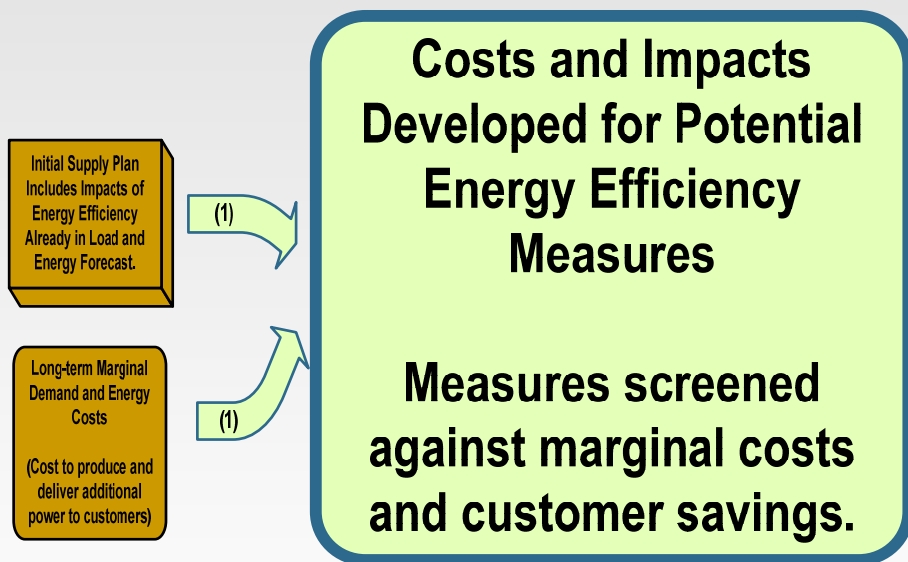 Initial Supply Plan
Includes Impacts of
Energy Efficiency
Already in Load and
Energy Forecast.
(1)
Long-term Marginal
Demand and Energy
Costs
(Cost to produce and
deliver additional
power to customers)
(1)
Costs and Impacts
Developed for Potential
Energy Efficiency
Measures
Measures screened
against marginal costs
and customer savings.